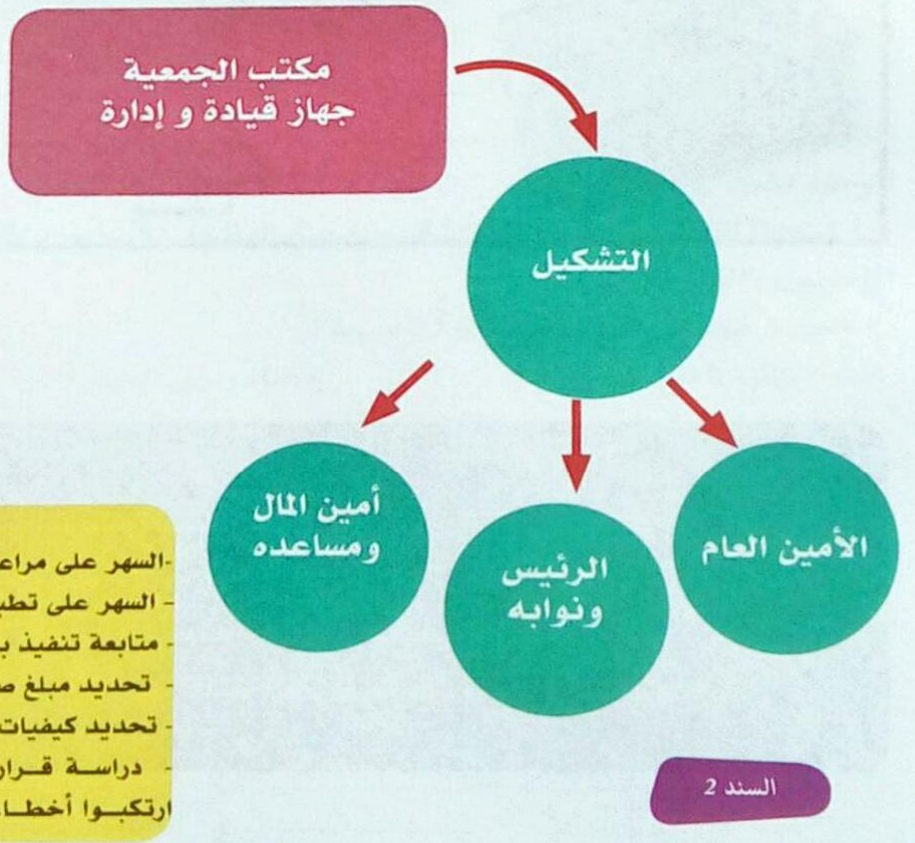 مكتب الجمعية
جهاز قيادة و إدارة
التشكيل
الأمين العام
الرئيس
ونوابه
أمين المال
ومساعده
-السهر على
- السهر على
- متابعة تنفيذ
- تحديد مبلغ
- تحديد كيفيات
- دراسة
ارتكبوا
السند 2